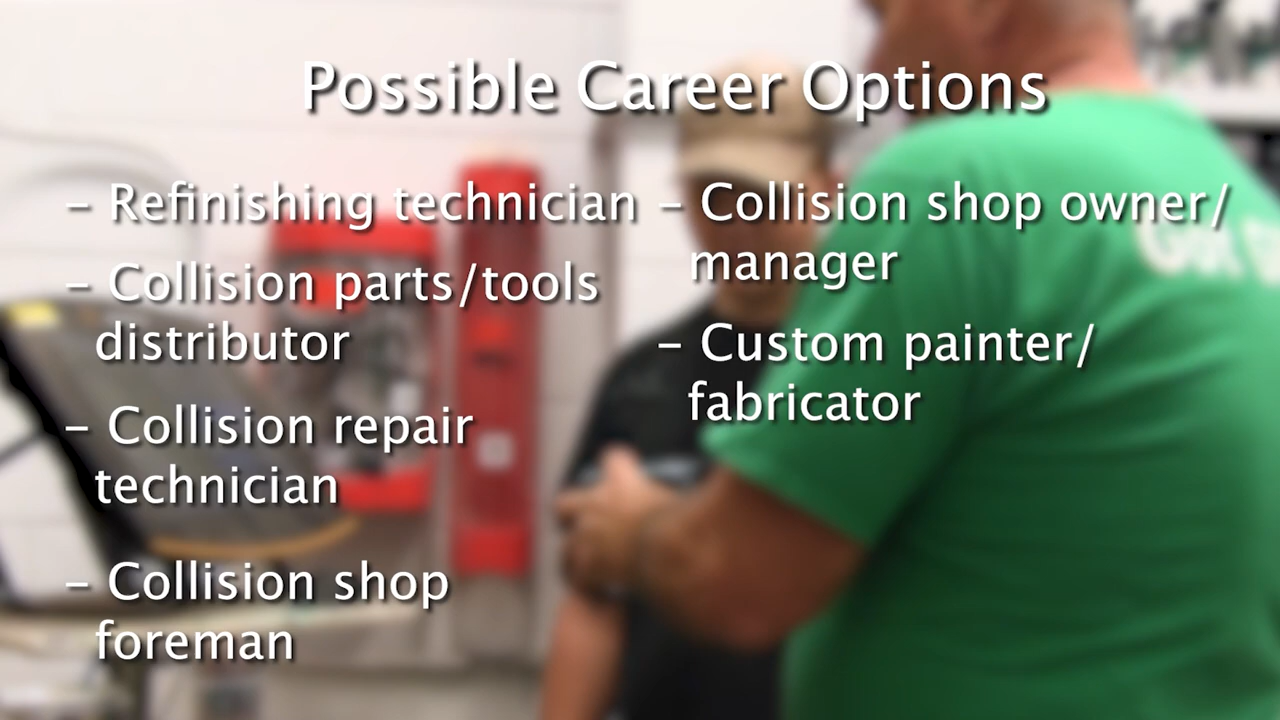 Possible Career Options
– Refinishing technician
– Collision parts/tools
distributor
– Collision repair
technician
– Collision shop
foreman
– Collision shop owner/
manager
– Custom painter/
fabricator